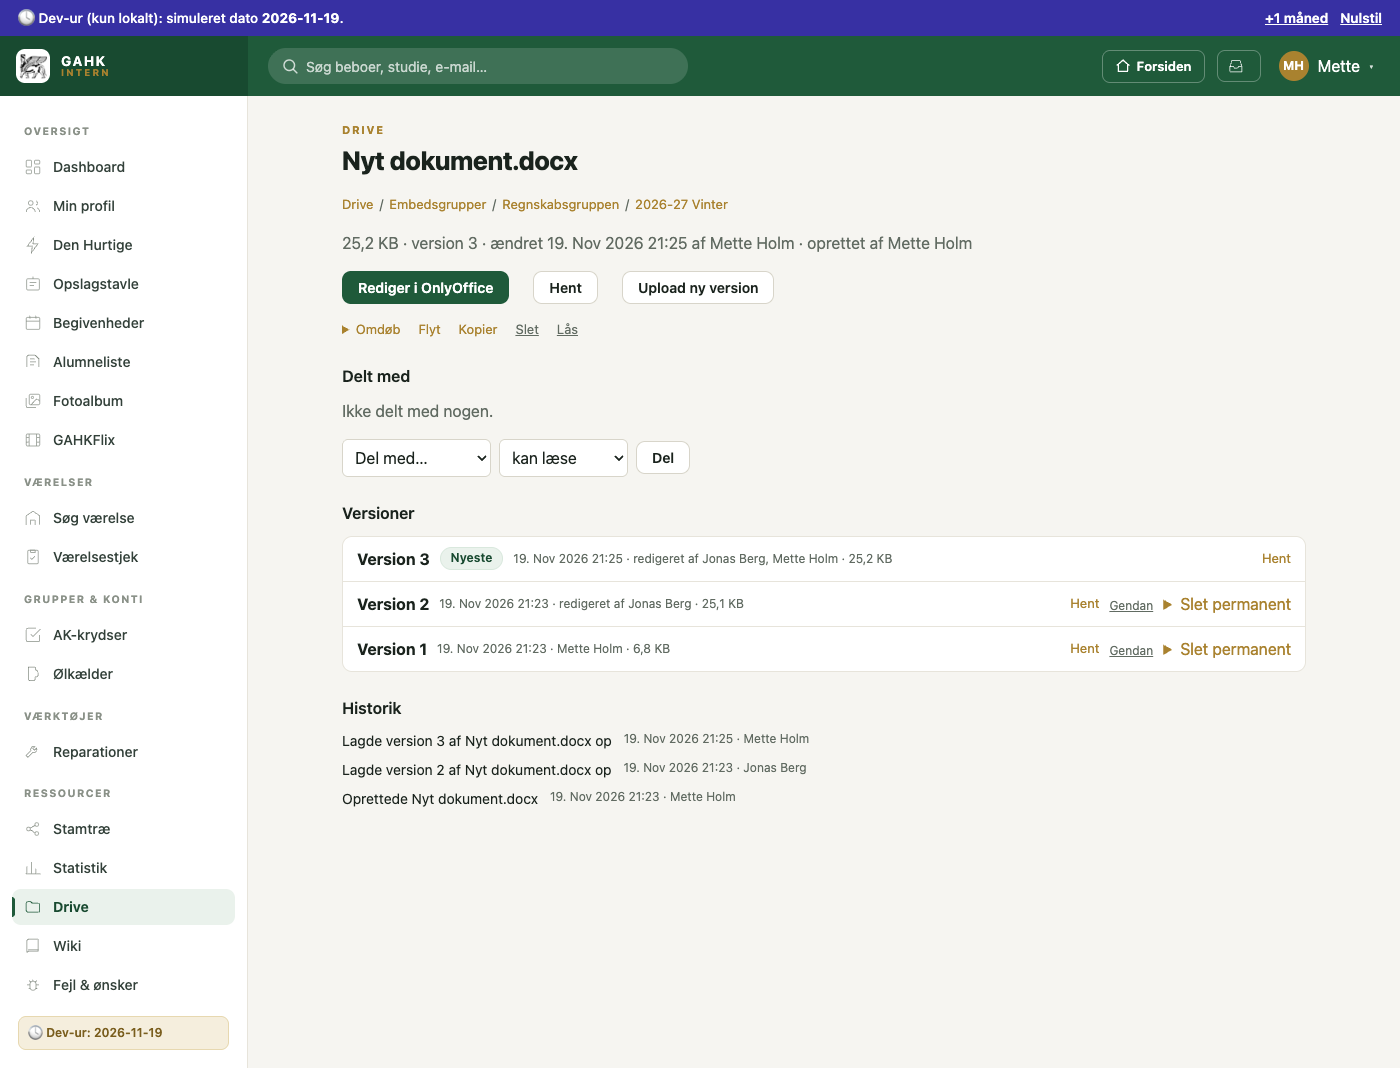 Dev-ur (kun lokalt): simuleret dato 2026-11-19.
+1 måned Nulstil
GAHK
INTERN
Søg beboer, studie, e-mail...
Forsiden
MH Mette
OVERSIGT
Dashboard
Min profil
Den Hurtige
Opslagstavle
Begivenheder
Alumneliste
Fotoalbum
GAHKFlix
VÆRELSER
Søg værelse
Værelsestjek
GRUPPER & KONTI
AK-krydser
Ølkælder
VÆRKTØJER
Reparationer
RESSOURCER
Stamtræ
Statistik
Drive
Wiki
Fejl & ønsker
Dev-ur: 2026-11-19
DRIVE
Nyt dokument.docx
Drive / Embedsgrupper / Regnskabsgruppen / 2026-27 Vinter
25,2 KB · version 3 · ændret 19. Nov 2026 21:25 af Mette Holm · oprettet af Mette Holm
Rediger i OnlyOffice Hent Upload ny version
Omdøb Flyt Kopier Slet Lås
Delt med
Ikke delt med nogen.
Del med... kan læse Del
Versioner
Version 3 Nyeste 19. Nov 2026 21:25 · redigeret af Jonas Berg, Mette Holm · 25,2 KB Hent
Version 2 19. Nov 2026 21:23 · redigeret af Jonas Berg · 25,1 KB Hent Gendan Slet permanent
Version 1 19. Nov 2026 21:23 · Mette Holm · 6,8 KB Hent Gendan Slet permanent
Historik
Lagde version 3 af Nyt dokument.docx op 19. Nov 2026 21:25 · Mette Holm
Lagde version 2 af Nyt dokument.docx op 19. Nov 2026 21:23 · Jonas Berg
Oprettede Nyt dokument.docx 19. Nov 2026 21:23 · Mette Holm